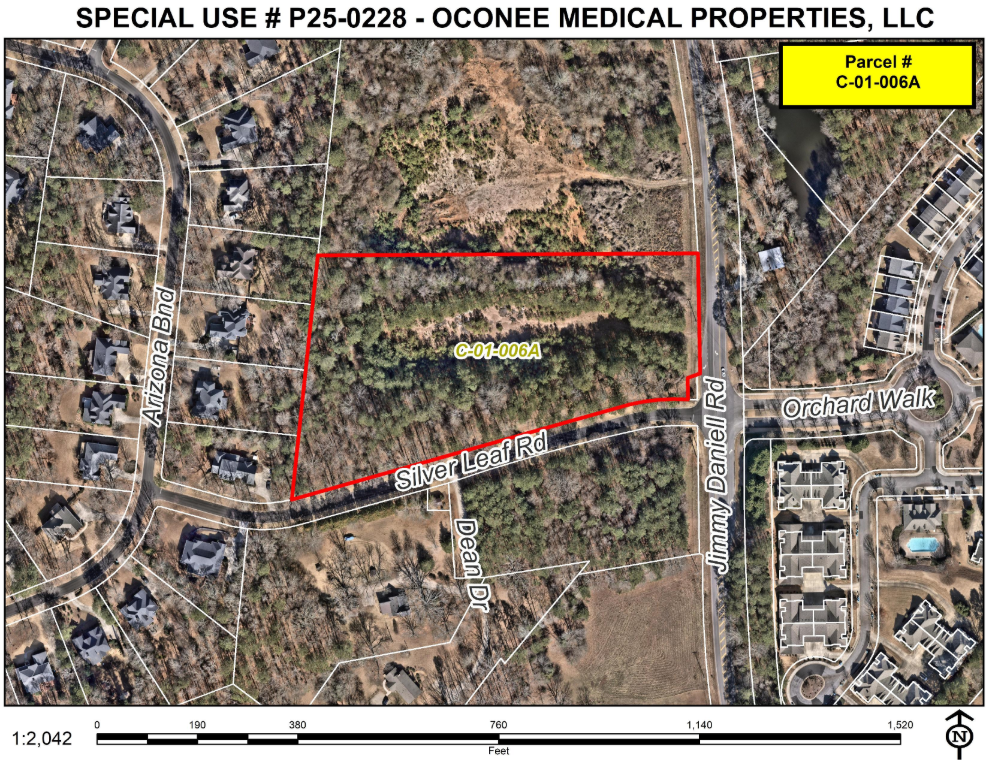 SPECIAL USE # P25-0228 - OCONEE MEDICAL PROPERTIES, LLC
Parcel #
C-01-006A
Arizona Bnd
C-01-006A
Silver Leaf Rd
Dean Dr
Jimmy Daniell Rd
Orchard Walk
1:2,042
0 190 380 760 1,140 1,520
Feet
N